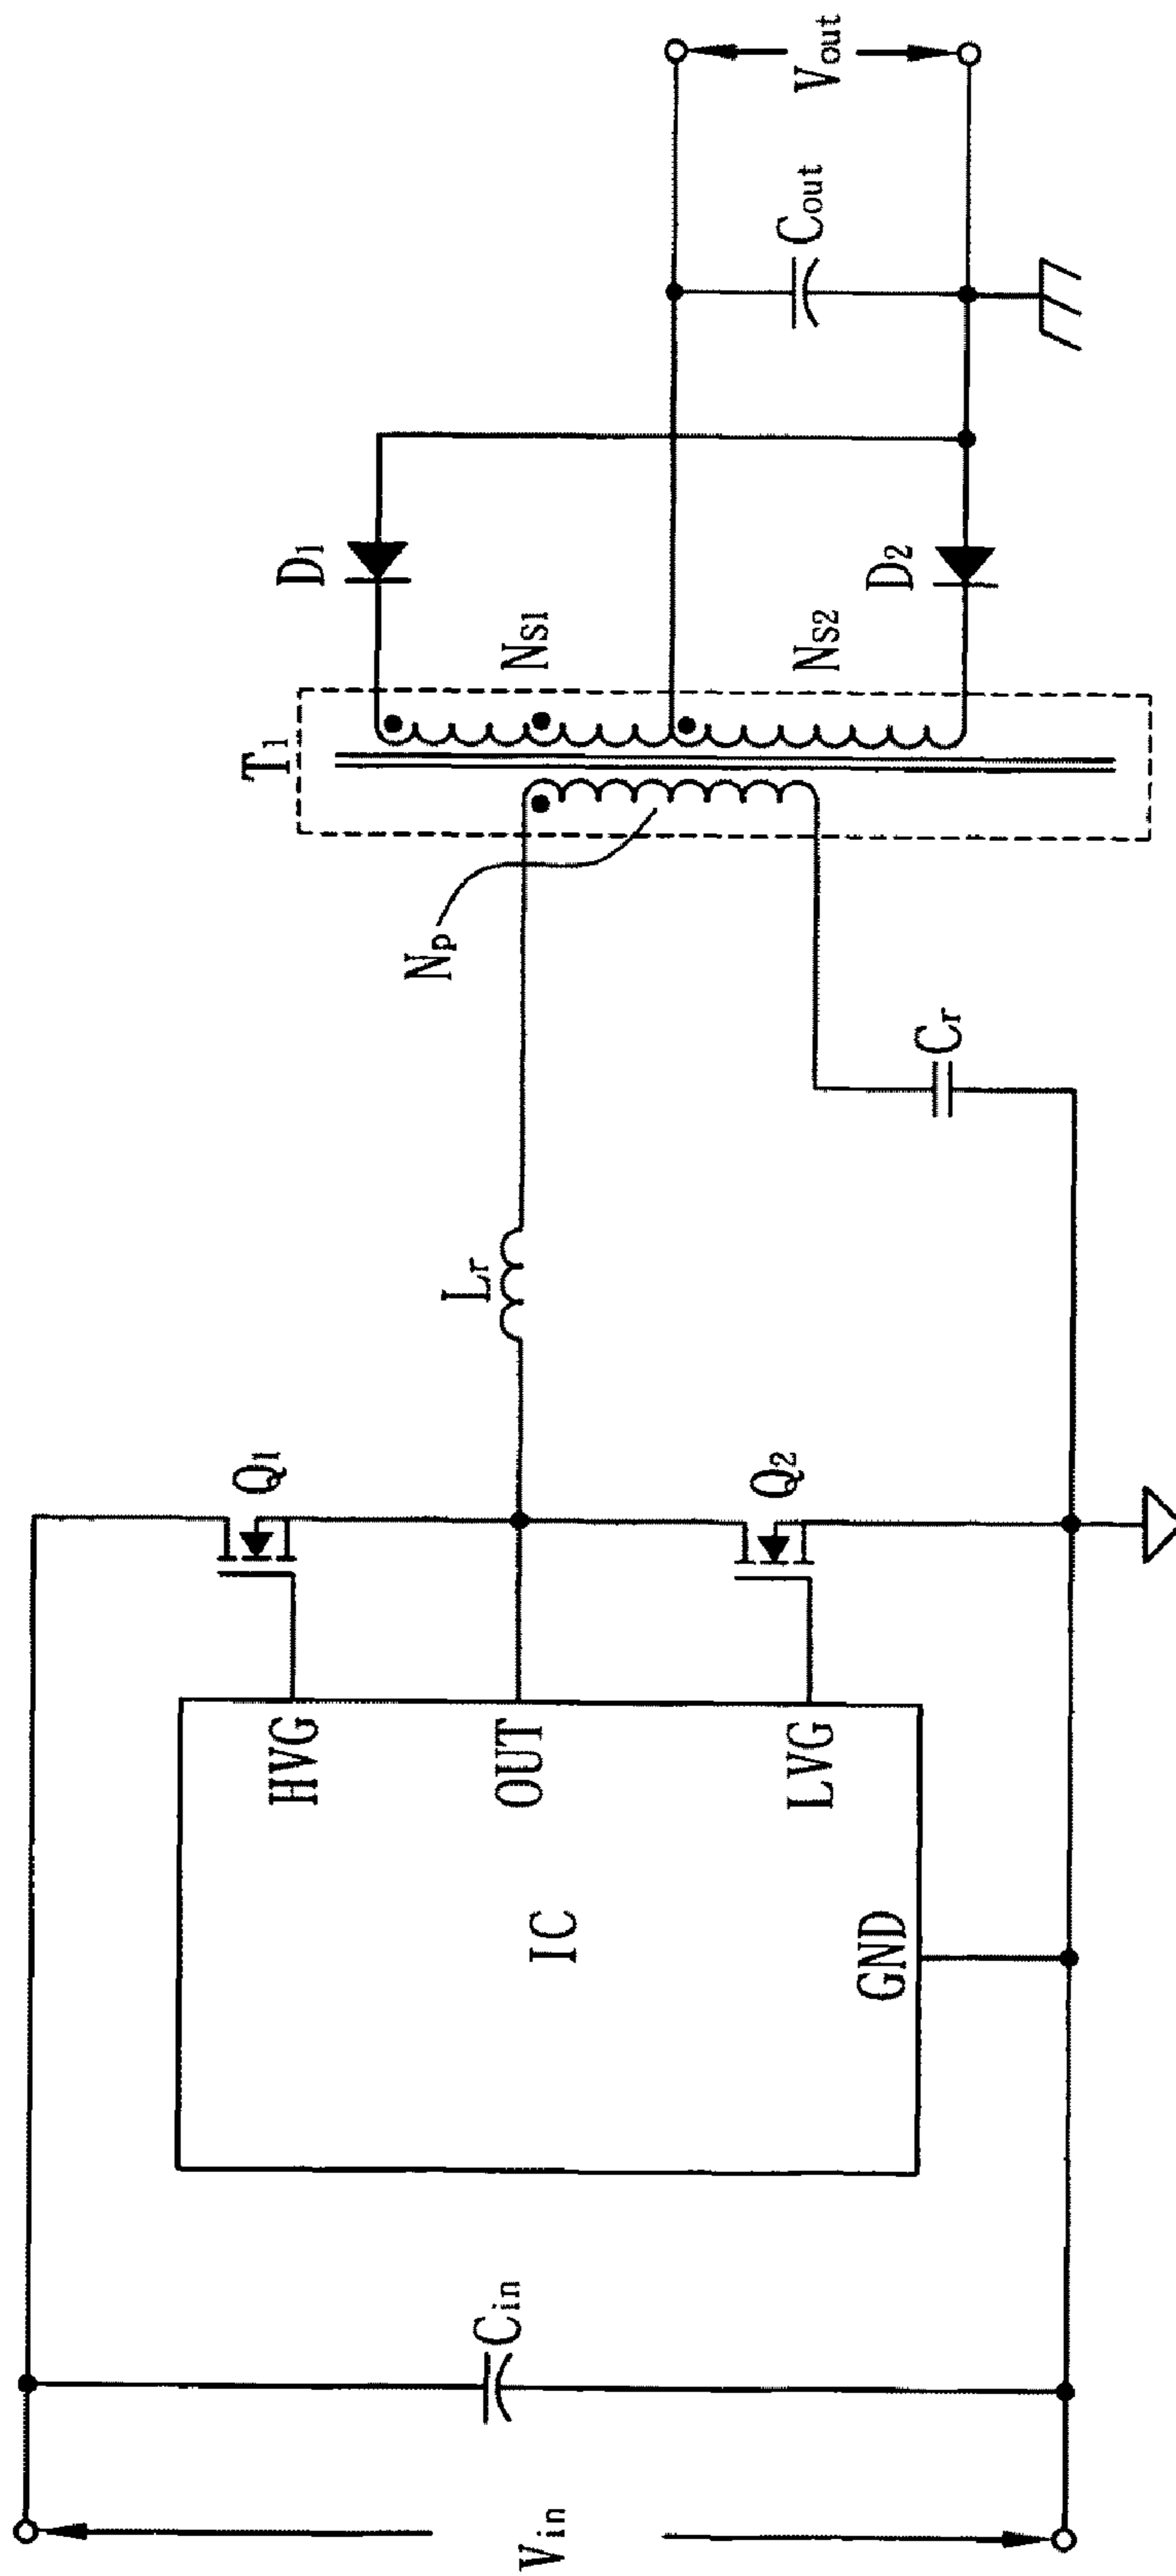 Vin
Cin
IC
HVG
OUT
LVG
GND
Q1
Q2
Lr
Cr
Np
T1
NS1
NS2
D1
D2
Cout
Vout